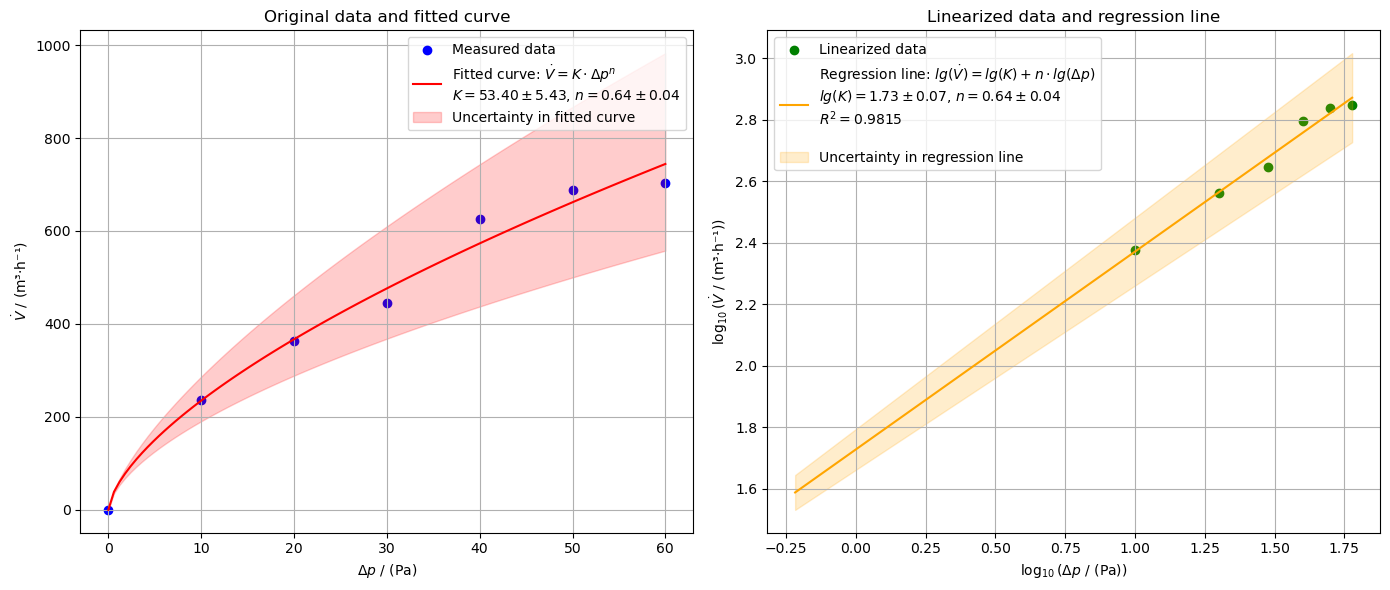 Original data and fitted curve
1000
800
600
400
200
0
V̇ / (m³·h⁻¹)
0 10 20 30 40 50 60
Δp / (Pa)
Measured data
Fitted curve: V̇ = K · Δpⁿ
K = 53.40 ± 5.43, n = 0.64 ± 0.04
Uncertainty in fitted curve
Linearized data and regression line
3.0
2.8
2.6
2.4
2.2
2.0
1.8
1.6
log₁₀(V̇ / (m³·h⁻¹))
−0.25 0.00 0.25 0.50 0.75 1.00 1.25 1.50 1.75
log₁₀(Δp / (Pa))
Linearized data
Regression line: lg(V̇) = lg(K) + n · lg(Δp)
lg(K) = 1.73 ± 0.07, n = 0.64 ± 0.04
R² = 0.9815
Uncertainty in regression line